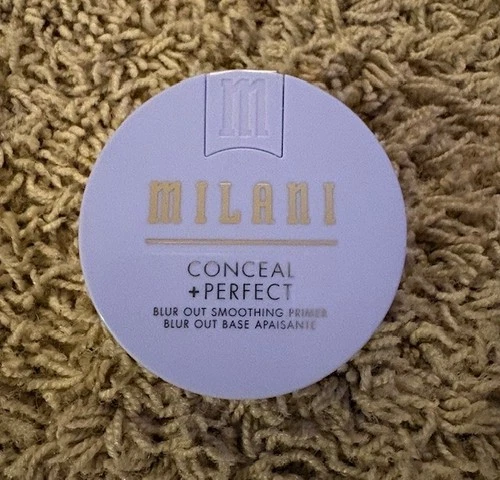 m
MILANI
CONCEAL
+PERFECT
BLUR OUT SMOOTHING PRIMER
BLUR OUT BASE APAISANTE